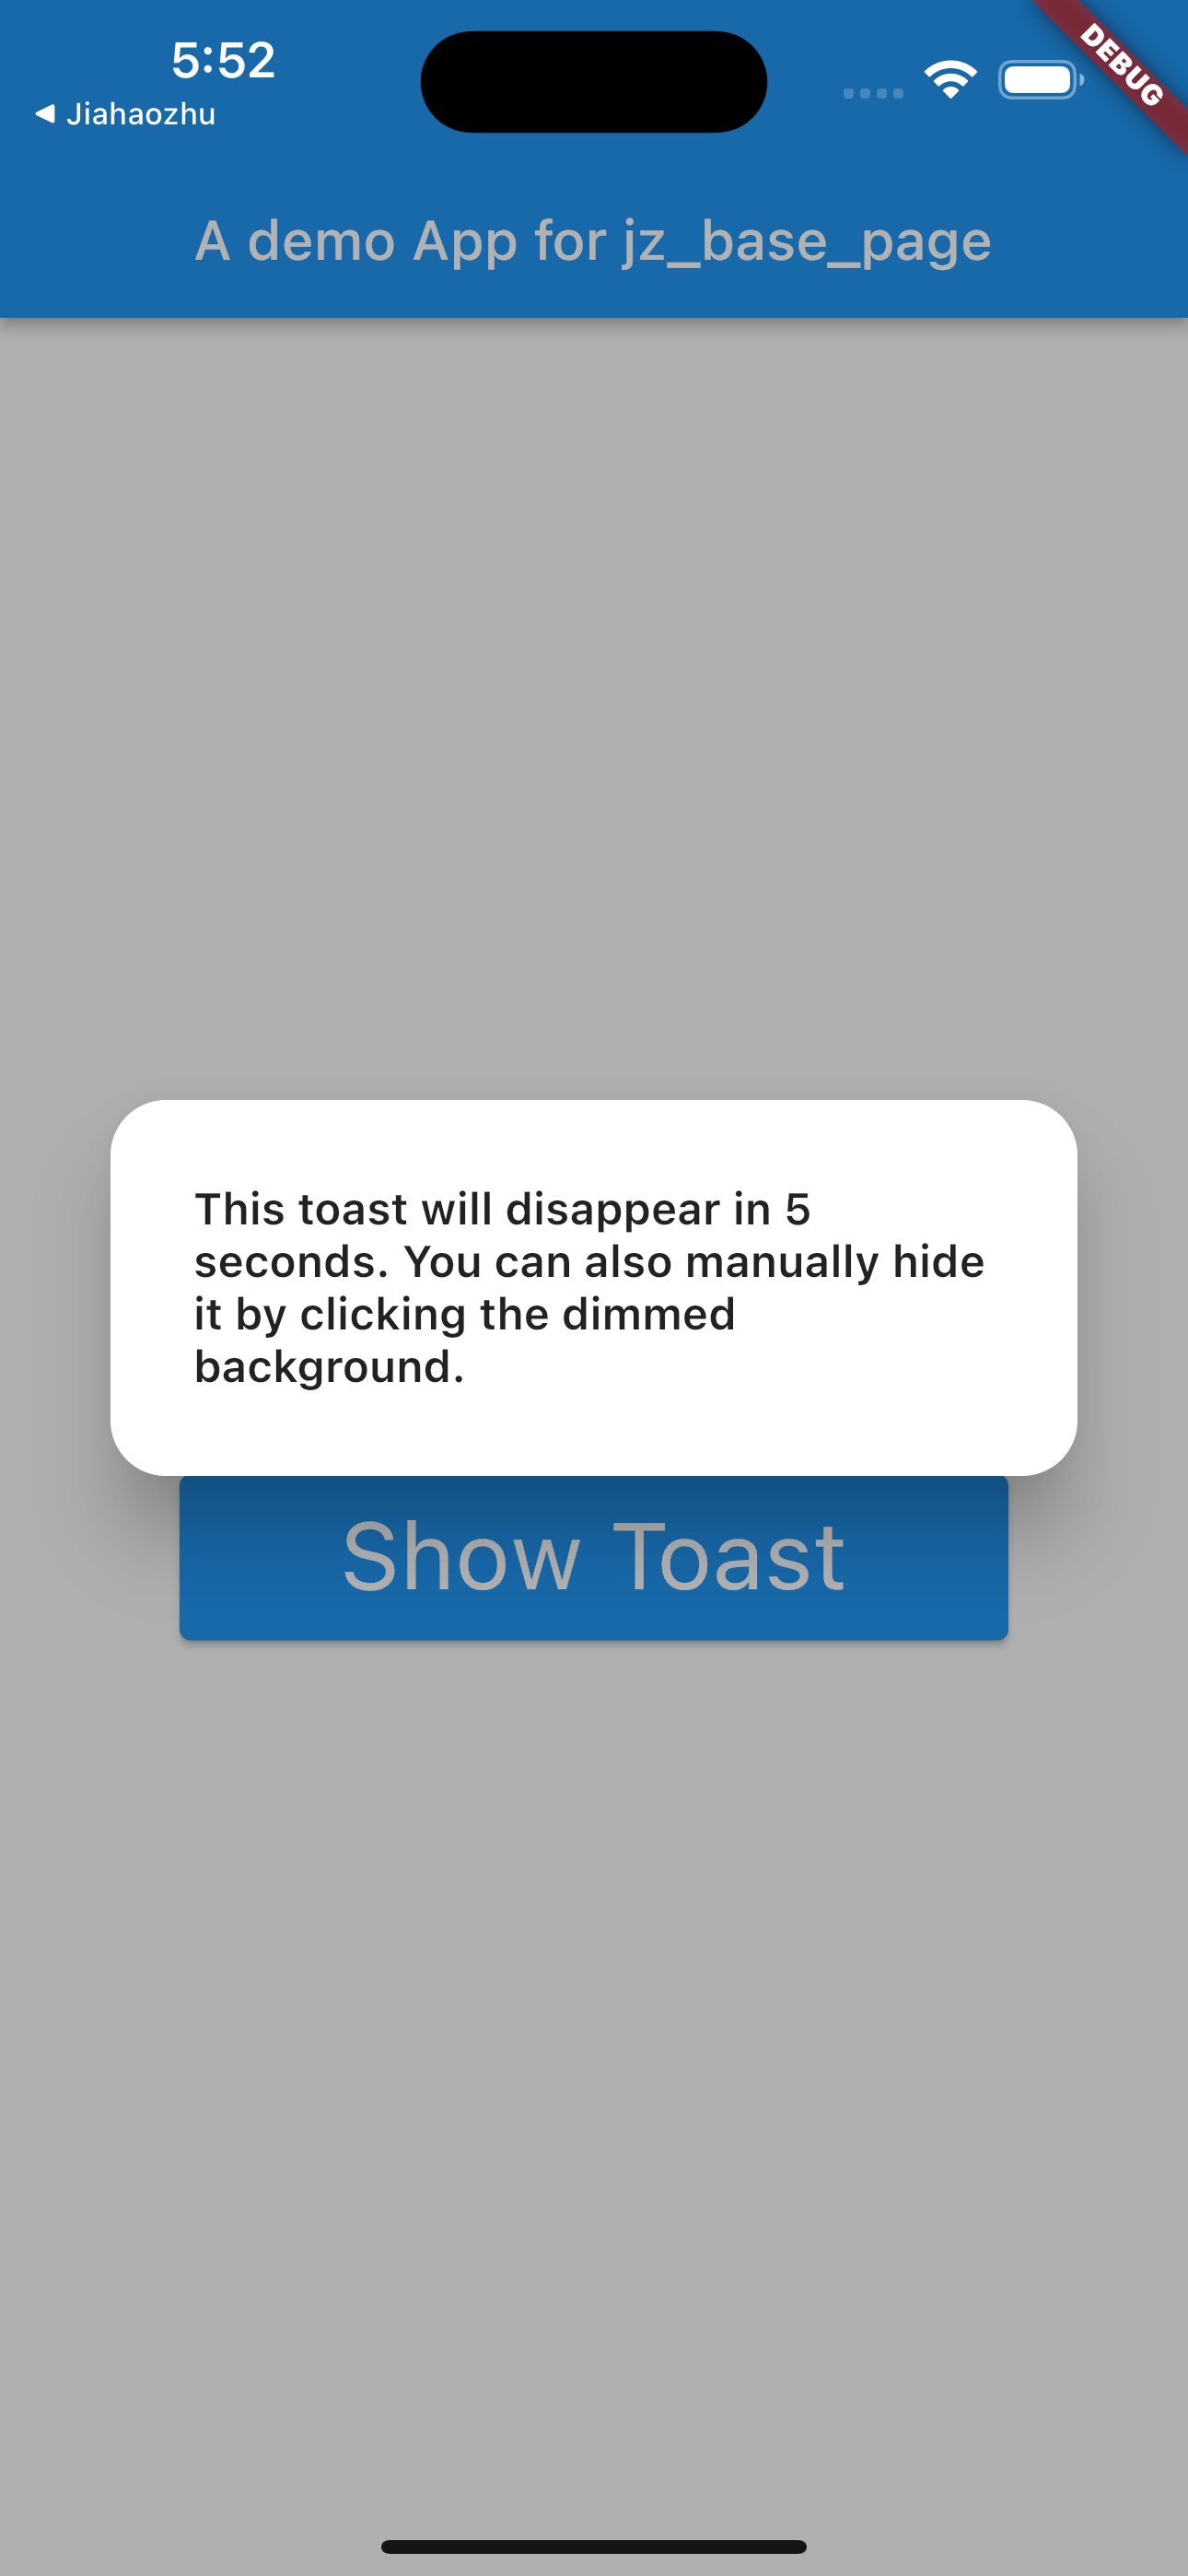 5:52
DEBUG
◀ Jiahaozhu
A demo App for jz_base_page
This toast will disappear in 5
seconds. You can also manually hide
it by clicking the dimmed
background.
Show Toast